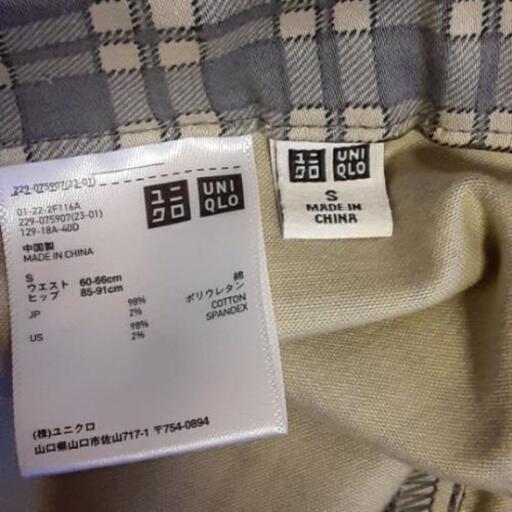 229-075907(23-01)
01-22-2F116A
229-075907(23-01)
129-18A-40D
中国製
MADE IN CHINA
S
ウエスト 60-66cm
ヒップ 85-91cm
JP 98% 綿
2% ポリウレタン
US 98% COTTON
2% SPANDEX
(株)ユニクロ
山口県山口市佐山717-1 〒754-0894
ユニクロ
UNIQLO
ユニクロ
UNIQLO
S
MADE IN
CHINA